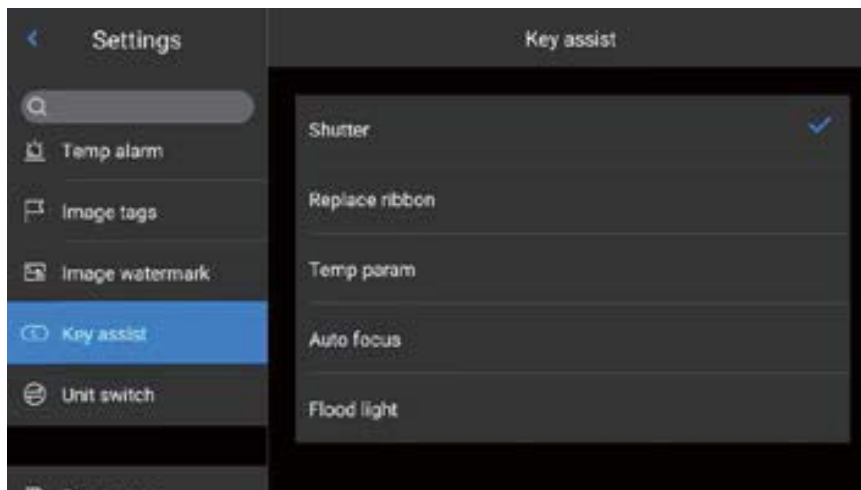 Settings
Key assist
Temp alarm
Image tags
Image watermark
Key assist
Unit switch
Shutter
Replace ribbon
Temp param
Auto focus
Flood light